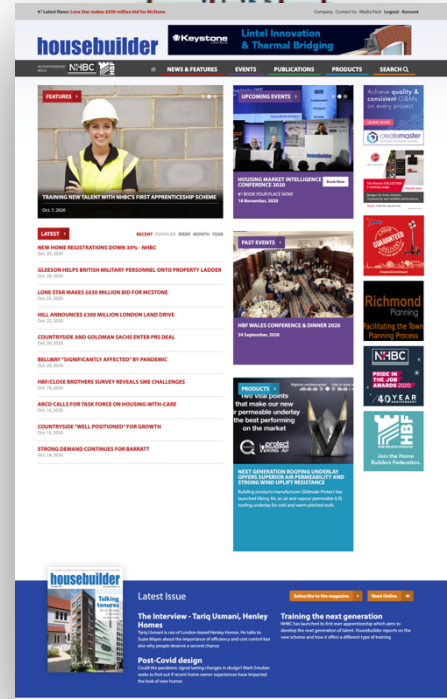 Latest News: Lone Star makes £630 million bid for McStone
Company Contact Us Media Pack Logout Account
housebuilder
Keystone
Lintel Innovation
& Thermal Bridging
IN PARTNERSHIP
WITH
NHBC
NEWS & FEATURES EVENTS PUBLICATIONS PRODUCTS SEARCH
FEATURES
TRAINING NEW TALENT WITH NHBC'S FIRST APPRENTICESHIP SCHEME
Oct. 7, 2020
LATEST
RECENT POPULAR WEEK MONTH YEAR
NEW HOME REGISTRATIONS DOWN 30% - NHBC
Oct. 30, 2020
GLEESON HELPS BRITISH MILITARY PERSONNEL ONTO PROPERTY LADDER
Oct. 28, 2020
LONE STAR MAKES £630 MILLION BID FOR MCSTONE
Oct. 23, 2020
HILL ANNOUNCES £300 MILLION LONDON LAND DRIVE
Oct. 22, 2020
COUNTRYSIDE AND GOLDMAN SACHS ENTER PRS DEAL
Oct. 20, 2020
BELLWAY "SIGNIFICANTLY AFFECTED" BY PANDEMIC
Oct. 20, 2020
HBF/CLOSE BROTHERS SURVEY REVEALS SME CHALLENGES
Oct. 19, 2020
ARCO CALLS FOR TASK FORCE ON HOUSING-WITH-CARE
Oct. 16, 2020
COUNTRYSIDE "WELL POSITIONED" FOR GROWTH
Oct. 15, 2020
STRONG DEMAND CONTINUES FOR BARRATT
Oct. 14, 2020
UPCOMING EVENTS
HOUSING MARKET INTELLIGENCE
CONFERENCE 2020
Book Now
BOOK YOUR PLACE NOW!
16 November, 2020
PAST EVENTS
HBF WALES CONFERENCE & DINNER 2020
24 September, 2020
PRODUCTS
Two vital points
that make our new
permeable underlay
the best performing
on the market
protect
VIKING AIR
NEXT GENERATION ROOFING UNDERLAY
OFFERS SUPERIOR AIR PERMEABILITY AND
STRONG WIND UPLIFT RESISTANCE
Building products manufacturer Glidevale Protect has
launched Viking Air, an air and vapour permeable (LR)
roofing underlay for cold and warm pitched roofs.
Achieve quality &
consistent O&Ms
on every project
LEARN MORE
createmaster
GUARANTEED
Richmond
Planning
Facilitating the Town
Planning Process
NHBC
PRIDE IN
THE JOB
AWARDS 2020
40 YEAR
HBF
Join the Home
Builders Federation.
housebuilder
Talking
tenures
Latest Issue
Subscribe to the magazine
Read Online
The Interview - Tariq Usmani, Henley
Homes
Tariq Usmani is ceo of London-based Henley Homes. He talks to
Suzie Mayes about the importance of efficiency and cost control but
also why people deserve a second chance
Post-Covid design
Could the pandemic signal lasting changes in design? Mark Smulian
seeks to find out if recent home owner experiences have impacted
the look of new homes
Training the next generation
NHBC has launched its first ever apprenticeship which aims to
develop the next generation of talent. Housebuilder reports on the
new scheme and how it offers a different type of training